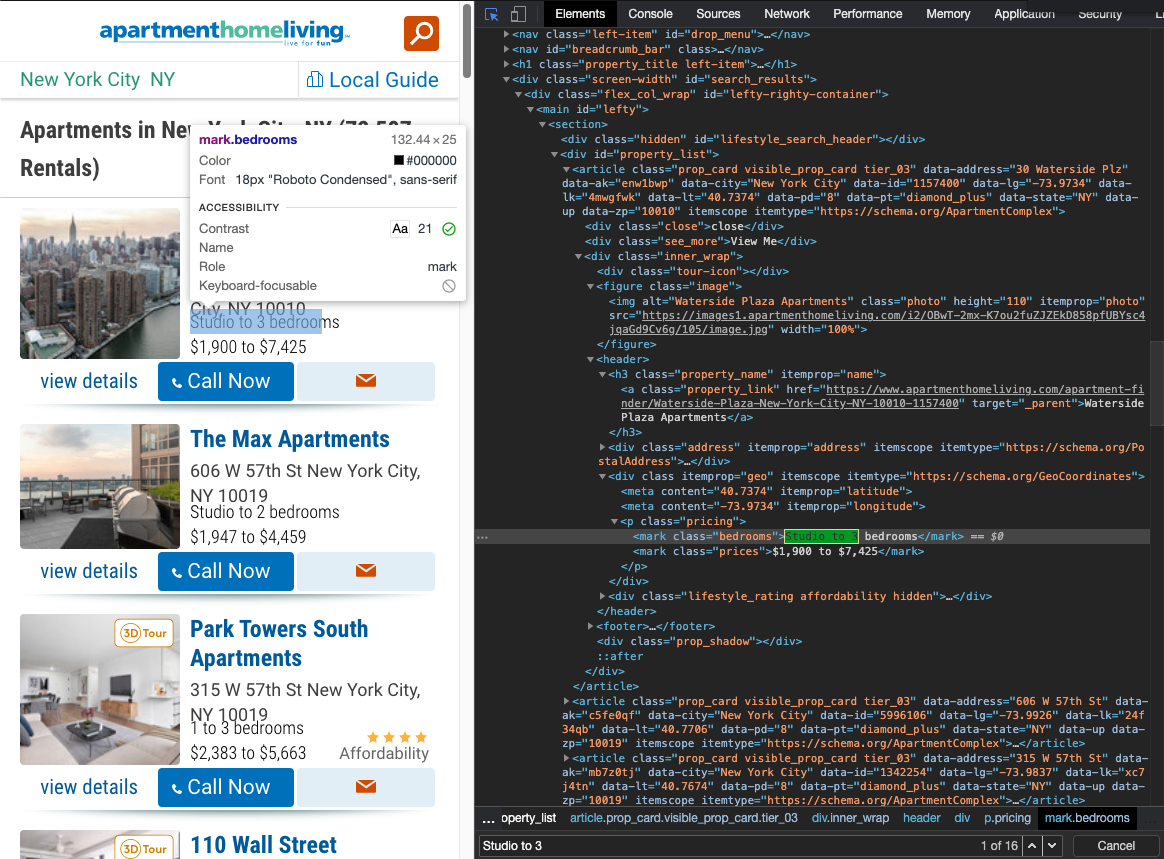 apartmenthomeliving
live for fun
New York City NY
Local Guide
Apartments in New York City, NY (72,527
Rentals)
mark.bedrooms 132.44×25
Color #000000
Font 18px "Roboto Condensed", sans-serif
ACCESSIBILITY
Contrast Aa 21
Name
Role mark
Keyboard-focusable
City, NY 10010
Studio to 3 bedrooms
$1,900 to $7,425
view details
Call Now
The Max Apartments
606 W 57th St New York City,
NY 10019
Studio to 2 bedrooms
$1,947 to $4,459
view details
Call Now
3D Tour
Park Towers South
Apartments
315 W 57th St New York City,
NY 10019
1 to 3 bedrooms
$2,383 to $5,663
Affordability
view details
Call Now
3D Tour
110 Wall Street
Elements Console Sources Network Performance Memory Application Security
<nav class="left-item" id="drop_menu">…</nav>
<nav id="breadcrumb_bar" class>…</nav>
<h1 class="property_title left-item">…</h1>
<div class="screen-width" id="search_results">
<div class="flex_col_wrap" id="lefty-righty-container">
<main id="lefty">
<section>
<div class="hidden" id="lifestyle_search_header"></div>
<div id="property_list">
<article class="prop_card visible_prop_card tier_03" data-address="30 Waterside Plz"
data-ak="enw1bwp" data-city="New York City" data-id="1157400" data-lg="-73.9734" data-
lk="4mwgfwk" data-lt="40.7374" data-pd="8" data-pt="diamond_plus" data-state="NY" data-
up data-zp="10010" itemscope itemtype="https://schema.org/ApartmentComplex">
<div class="close">close</div>
<div class="see_more">View Me</div>
<div class="inner_wrap">
<div class="tour-icon"></div>
<figure class="image">
<img alt="Waterside Plaza Apartments" class="photo" height="110" itemprop="photo"
src="https://images1.apartmenthomeliving.com/i2/OBwT-2mx-K7ou2fuZJZEkD858pfUBYsc4
jqaGd9Cv6g/105/image.jpg" width="100%">
</figure>
<header>
<h3 class="property_name" itemprop="name">
<a class="property_link" href="https://www.apartmenthomeliving.com/apartment-fi
nder/Waterside-Plaza-New-York-City-NY-10010-1157400" target="_parent">Waterside
Plaza Apartments</a>
</h3>
<div class="address" itemprop="address" itemscope itemtype="https://schema.org/Po
stalAddress">…</div>
<div class itemprop="geo" itemscope itemtype="https://schema.org/GeoCoordinates">
<meta content="40.7374" itemprop="latitude">
<meta content="-73.9734" itemprop="longitude">
<p class="pricing">
… <mark class="bedrooms">Studio to 3 bedrooms</mark> == $0
<mark class="prices">$1,900 to $7,425</mark>
</p>
</div>
<div class="lifestyle_rating affordability hidden">…</div>
</header>
<footer>…</footer>
<div class="prop_shadow"></div>
::after
</div>
</article>
<article class="prop_card visible_prop_card tier_03" data-address="606 W 57th St" data-
ak="c5fe0qf" data-city="New York City" data-id="5996106" data-lg="-73.9926" data-lk="24f
34qb" data-lt="40.7706" data-pd="8" data-pt="diamond_plus" data-state="NY" data-up data-
zp="10019" itemscope itemtype="https://schema.org/ApartmentComplex">…</article>
<article class="prop_card visible_prop_card tier_03" data-address="315 W 57th St" data-
ak="mb7z0tj" data-city="New York City" data-id="1342254" data-lg="-73.9837" data-lk="xc7
j4tn" data-lt="40.7674" data-pd="8" data-pt="diamond_plus" data-state="NY" data-up data-
zp="10019" itemscope itemtype="https://schema.org/ApartmentComplex">…</article>
… operty_list article.prop_card.visible_prop_card.tier_03 div.inner_wrap header div p.pricing mark.bedrooms
Studio to 3 1 of 16 Cancel